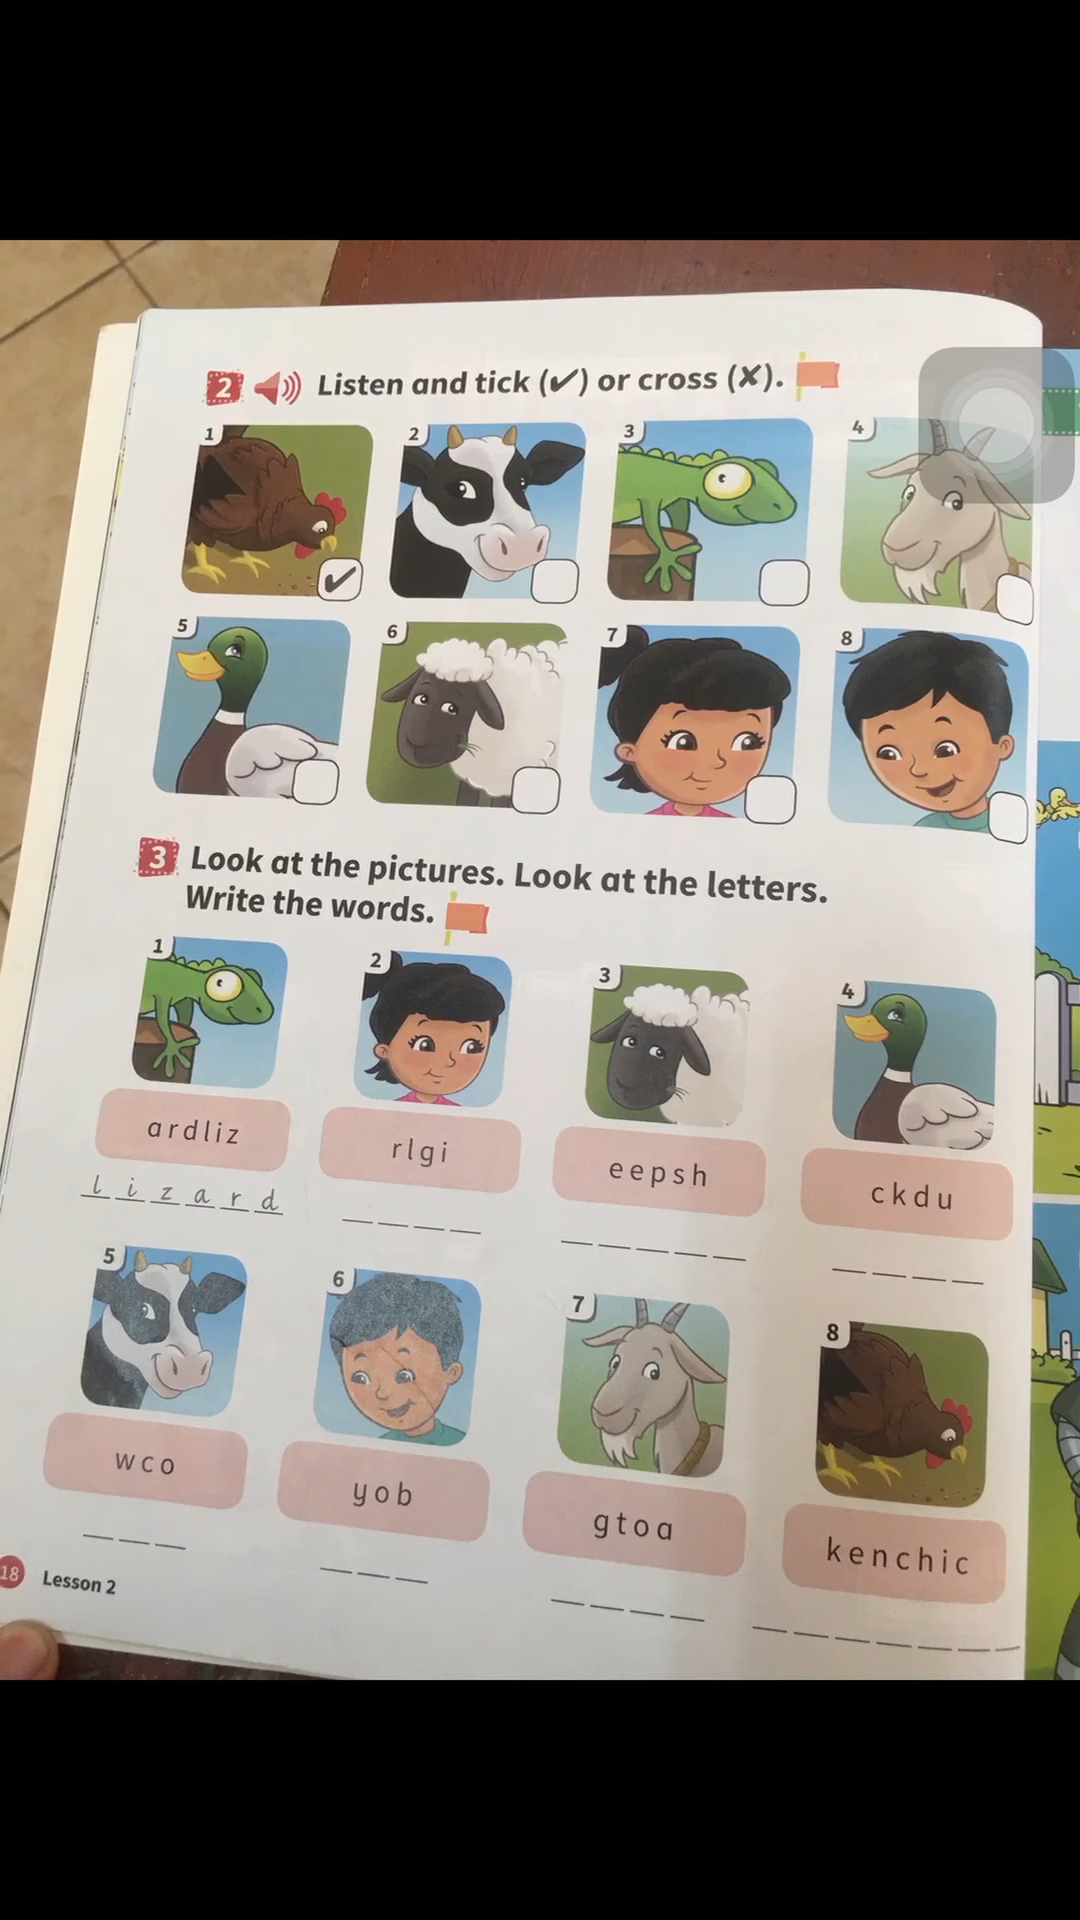 2 Listen and tick (✔) or cross (✘).
1 2 3 4
✔
5 6 7 8
3 Look at the pictures. Look at the letters.
Write the words.
1 2 3 4
ardliz rlgi eepsh ckdu
lizard
5 6 7 8
wco yob gtoa kenchic
18 Lesson 2